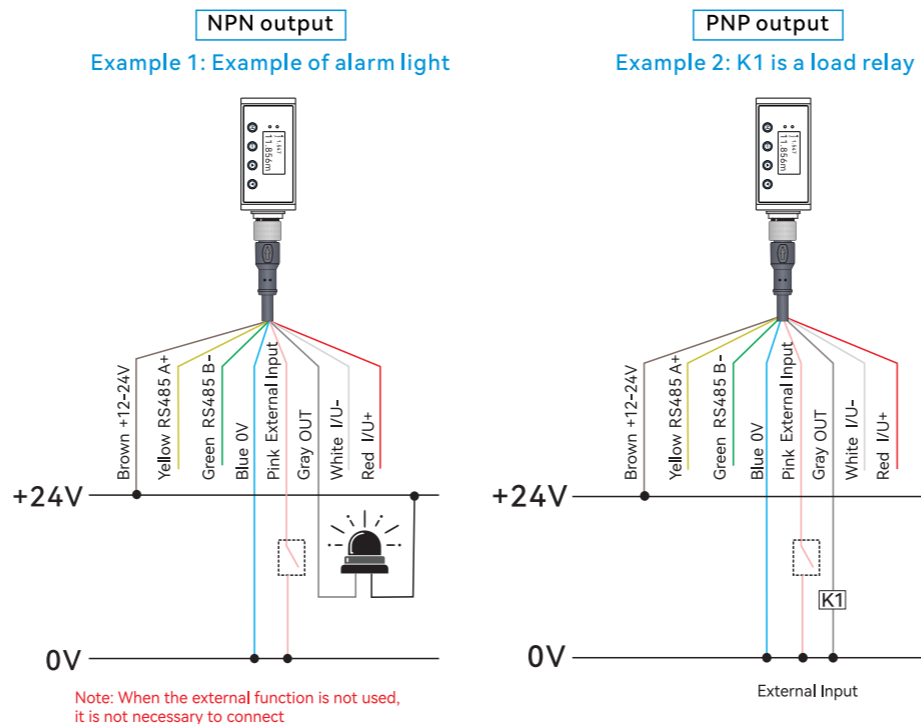 NPN output
Example 1: Example of alarm light
11.856m
Brown +12-24V
Yellow RS485 A+
Green RS485 B-
Blue 0V
Pink External Input
Gray OUT
White I/U-
Red I/U+
+24V
0V
Note: When the external function is not used,
it is not necessary to connect
PNP output
Example 2: K1 is a load relay
11.856m
Brown +12-24V
Yellow RS485 A+
Green RS485 B-
Blue 0V
Pink External Input
Gray OUT
White I/U-
Red I/U+
+24V
K1
0V
External Input